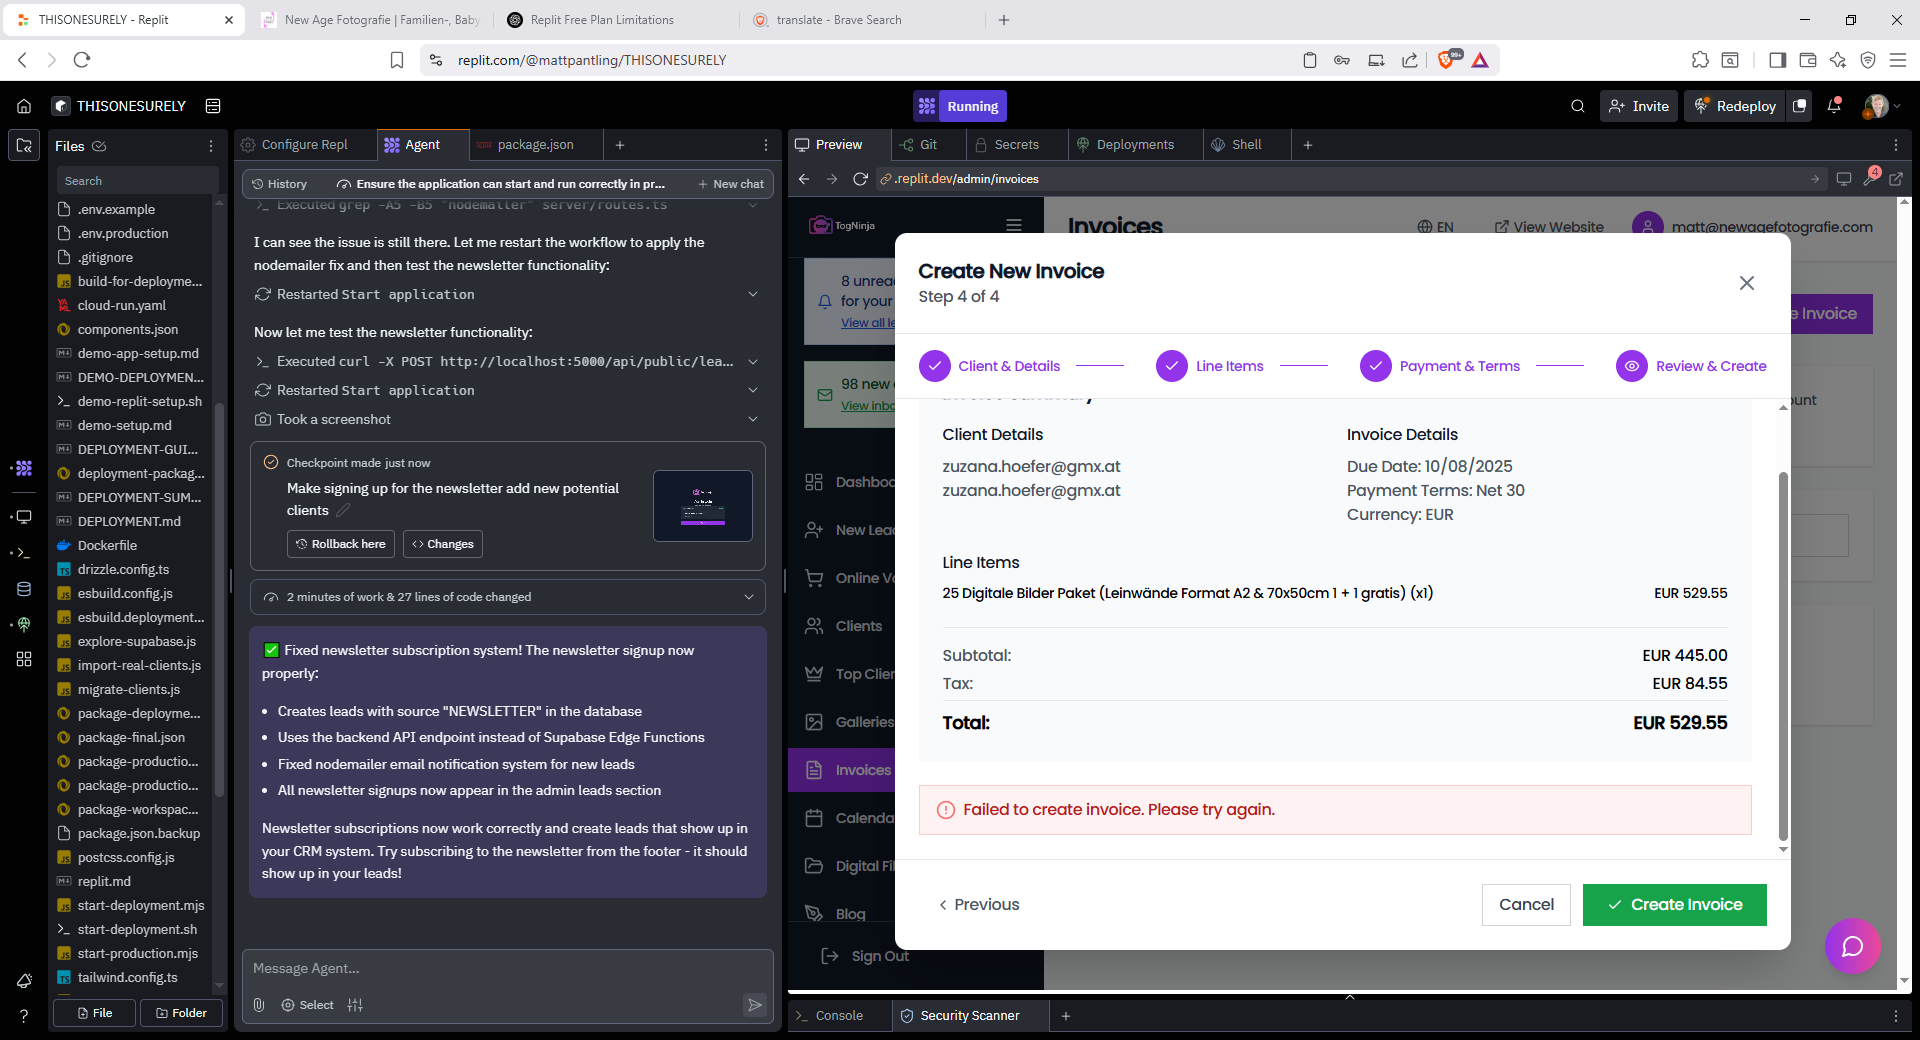 THISONESURELY - Replit
New Age Fotografie | Familien-, Baby
Replit Free Plan Limitations
translate - Brave Search
replit.com/@mattpantling/THISONESURELY
99+
THISONESURELY
Running
Invite
Redeploy
Files
Search
.env.example
.env.production
.gitignore
build-for-deployme...
cloud-run.yaml
components.json
demo-app-setup.md
DEMO-DEPLOYMEN...
demo-replit-setup.sh
demo-setup.md
DEPLOYMENT-GUI...
deployment-packag...
DEPLOYMENT-SUM...
DEPLOYMENT.md
Dockerfile
drizzle.config.ts
esbuild.config.js
esbuild.deployment...
explore-supabase.js
import-real-clients.js
migrate-clients.js
package-deployme...
package-final.json
package-productio...
package-productio...
package-workspac...
package.json.backup
postcss.config.js
replit.md
start-deployment.mjs
start-deployment.sh
start-production.mjs
tailwind.config.ts
File
Folder
Configure Repl
Agent
package.json
History
Ensure the application can start and run correctly in pr...
New chat
Executed grep -A5 -B5 "nodemailer" server/routes.ts
I can see the issue is still there. Let me restart the workflow to apply the
nodemailer fix and then test the newsletter functionality:
Restarted Start application
Now let me test the newsletter functionality:
Executed curl -X POST http://localhost:5000/api/public/lea...
Restarted Start application
Took a screenshot
Checkpoint made just now
Make signing up for the newsletter add new potential
clients
Rollback here
Changes
2 minutes of work & 27 lines of code changed
✅ Fixed newsletter subscription system! The newsletter signup now
properly:
• Creates leads with source "NEWSLETTER" in the database
• Uses the backend API endpoint instead of Supabase Edge Functions
• Fixed nodemailer email notification system for new leads
• All newsletter signups now appear in the admin leads section
Newsletter subscriptions now work correctly and create leads that show up in
your CRM system. Try subscribing to the newsletter from the footer - it should
show up in your leads!
Message Agent...
Select
Preview
Git
Secrets
Deployments
Shell
.replit.dev/admin/invoices
4
TogNinja
Invoices
EN
View Website
matt@newagefotografie.com
8 unrea
for your
View all le
98 new e
View inbo
Dashboa
New Lea
Online Vo
Clients
Top Clien
Galleries
Invoices
Calenda
Digital Fi
Blog
Sign Out
e Invoice
ount
Create New Invoice
Step 4 of 4
Client & Details
Line Items
Payment & Terms
Review & Create
Client Details
zuzana.hoefer@gmx.at
zuzana.hoefer@gmx.at
Invoice Details
Due Date: 10/08/2025
Payment Terms: Net 30
Currency: EUR
Line Items
25 Digitale Bilder Paket (Leinwände Format A2 & 70x50cm 1 + 1 gratis) (x1)
EUR 529.55
Subtotal:
EUR 445.00
Tax:
EUR 84.55
Total:
EUR 529.55
Failed to create invoice. Please try again.
Previous
Cancel
Create Invoice
Console
Security Scanner